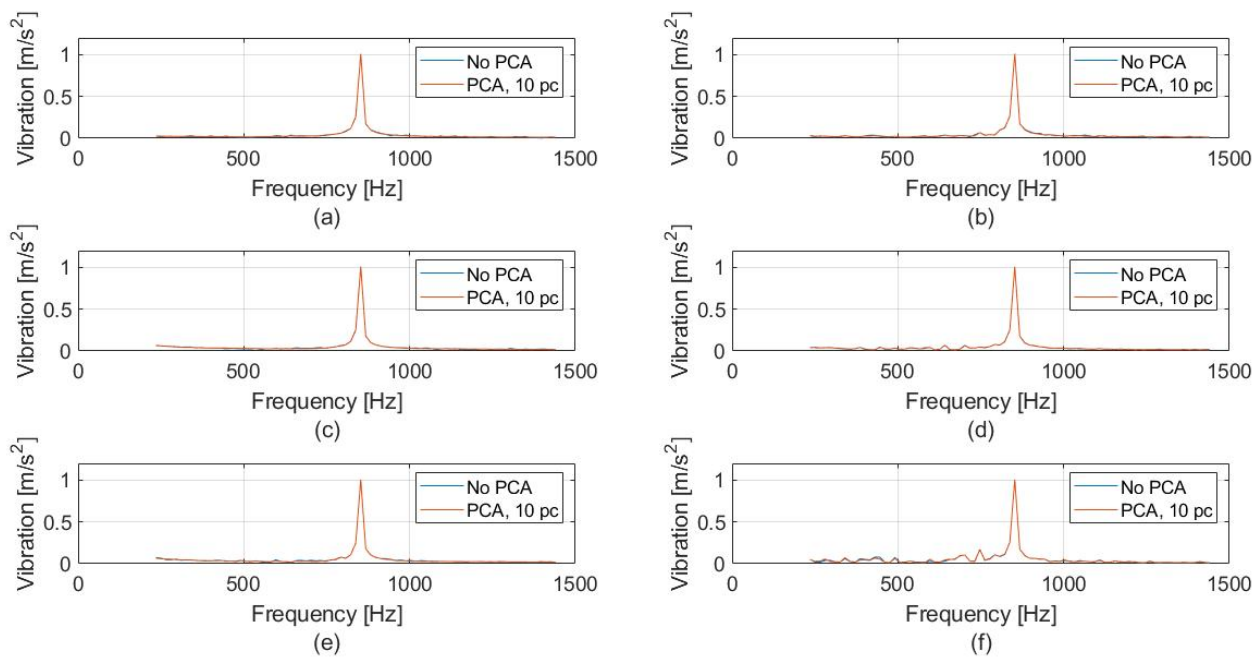 Vibration [m/s²]
1
0.5
0
No PCA
PCA, 10 pc
0 500 1000 1500
Frequency [Hz]
(a)
Vibration [m/s²]
1
0.5
0
No PCA
PCA, 10 pc
0 500 1000 1500
Frequency [Hz]
(b)
Vibration [m/s²]
1
0.5
0
No PCA
PCA, 10 pc
0 500 1000 1500
Frequency [Hz]
(c)
Vibration [m/s²]
1
0.5
0
No PCA
PCA, 10 pc
0 500 1000 1500
Frequency [Hz]
(d)
Vibration [m/s²]
1
0.5
0
No PCA
PCA, 10 pc
0 500 1000 1500
Frequency [Hz]
(e)
Vibration [m/s²]
1
0.5
0
No PCA
PCA, 10 pc
0 500 1000 1500
Frequency [Hz]
(f)